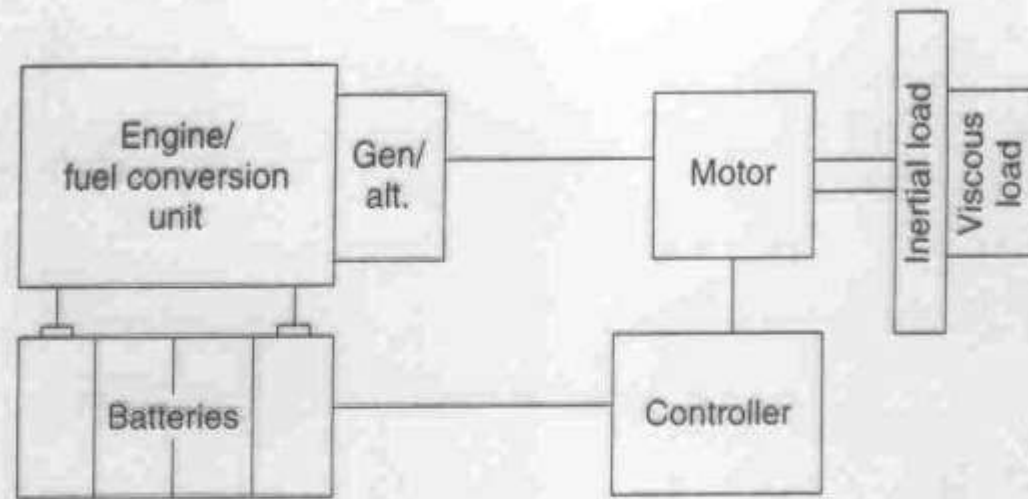 Engine/
fuel conversion
unit
Gen/
alt.
Motor
Inertial load
Viscous
load
Batteries
Controller